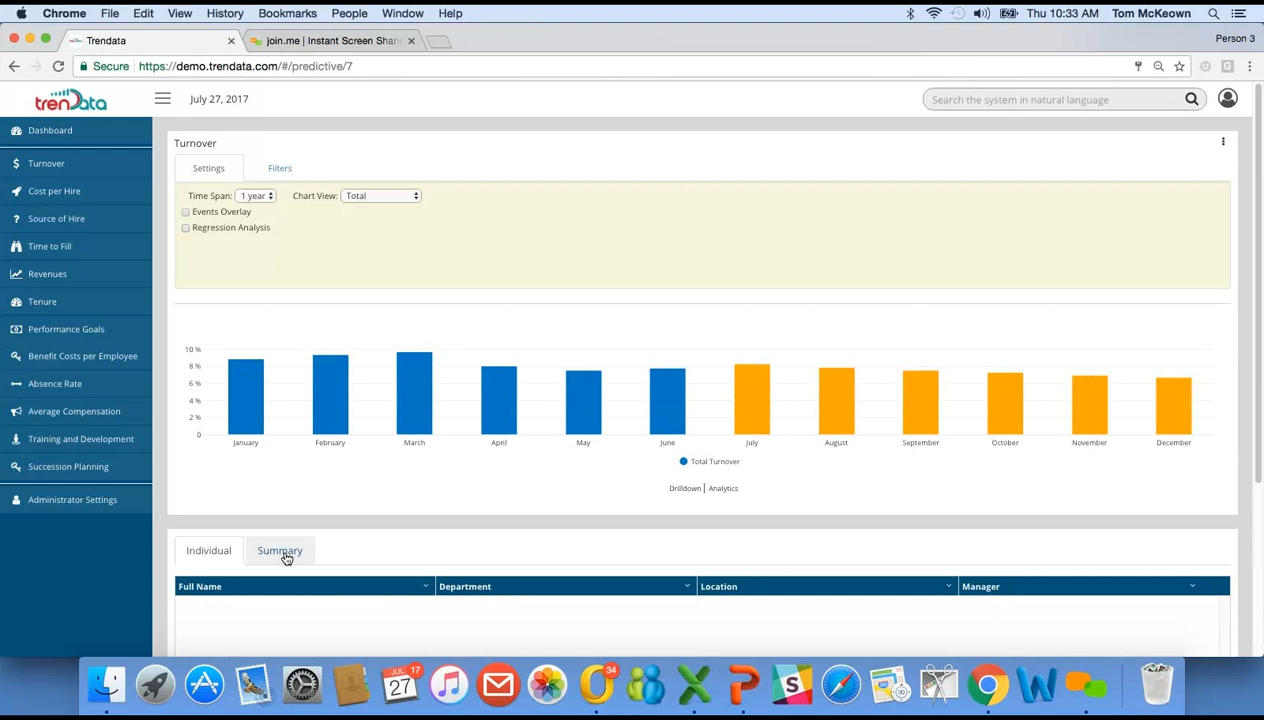 Chrome File Edit View History Bookmarks People Window Help Thu 10:33 AM Tom McKeown
Trendata join.me | Instant Screen Shar Person 3
Secure https://demo.trendata.com/#/predictive/7
trenData July 27, 2017 Search the system in natural language
Dashboard
Turnover
Cost per Hire
Source of Hire
Time to Fill
Revenues
Tenure
Performance Goals
Benefit Costs per Employee
Absence Rate
Average Compensation
Training and Development
Succession Planning
Administrator Settings
Turnover
Settings Filters
Time Span: 1 year Chart View: Total
Events Overlay
Regression Analysis
10 %
8 %
6 %
4 %
2 %
0
January February March April May June July August September October November December
Total Turnover
Drilldown | Analytics
Individual Summary
Full Name Department Location Manager
JUL 17
27
34